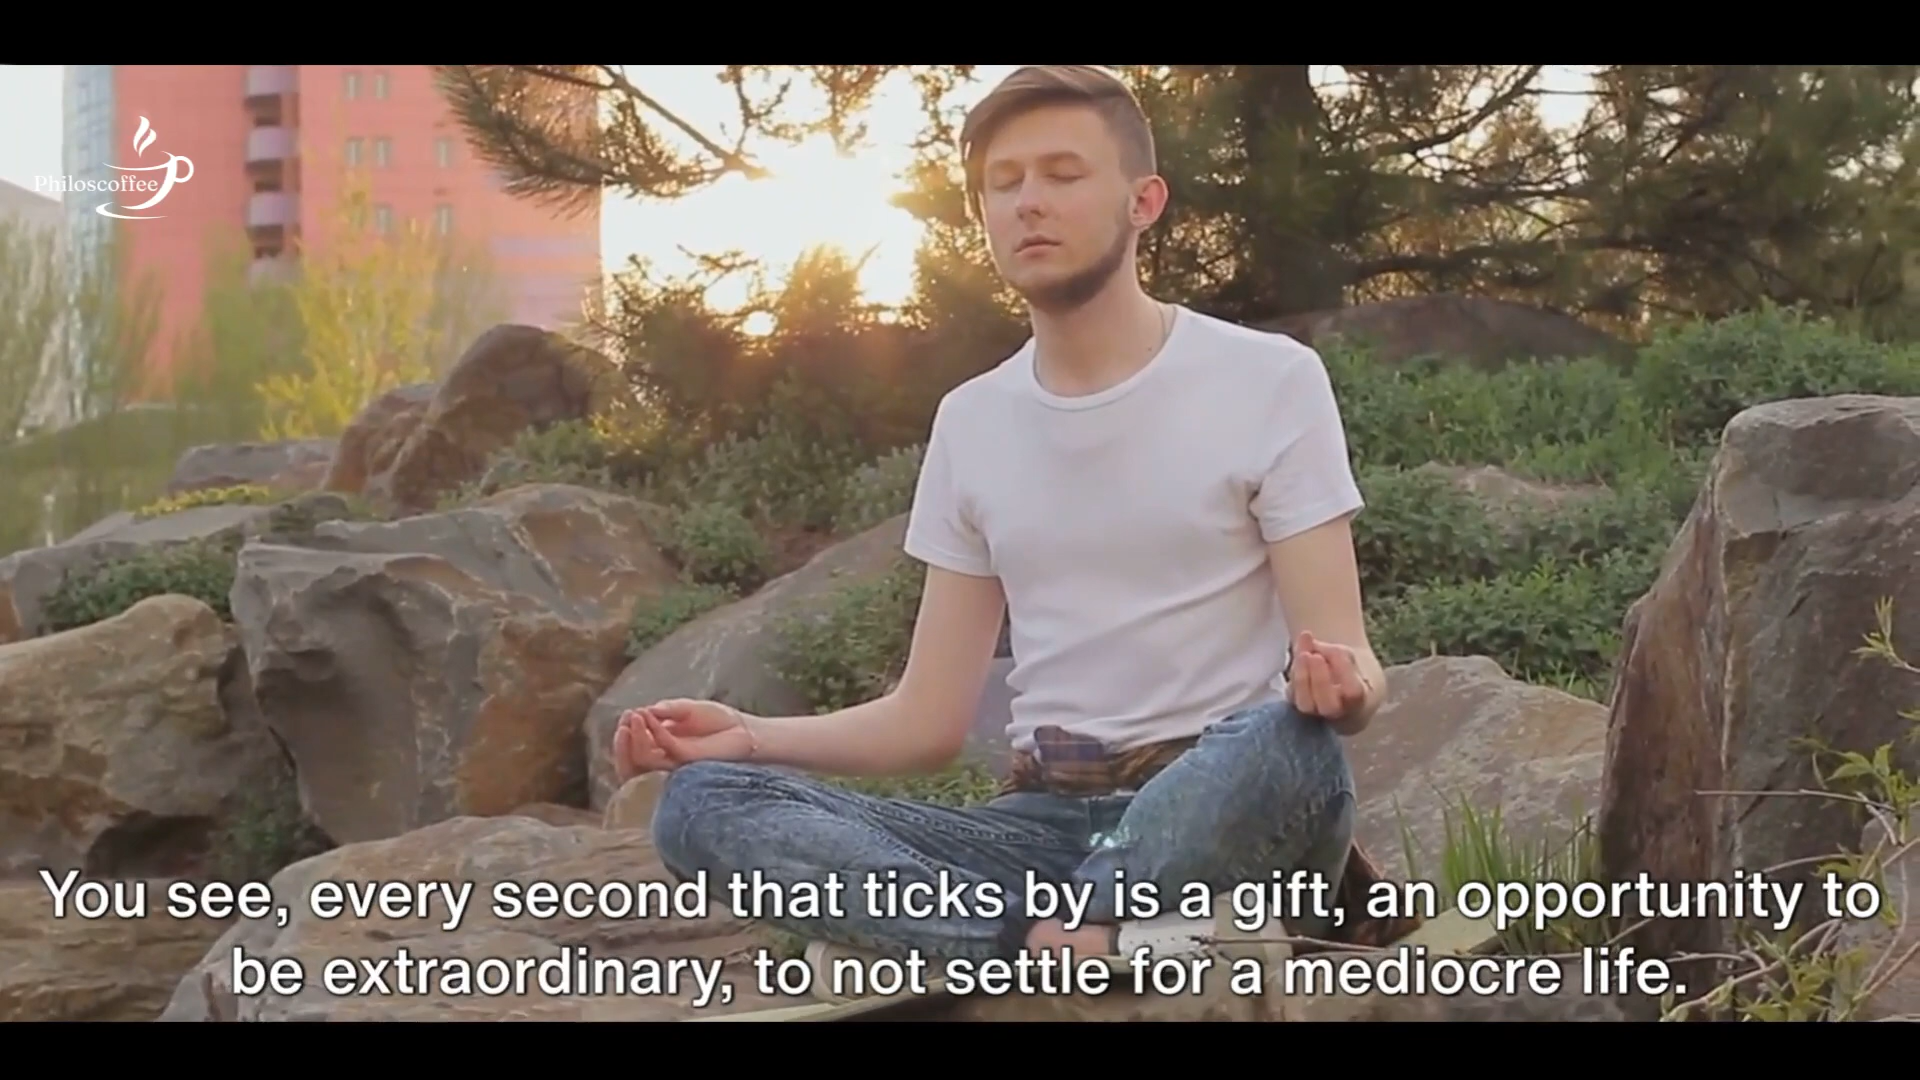 Philoscoffee
You see, every second that ticks by is a gift, an opportunity to
be extraordinary, to not settle for a mediocre life.